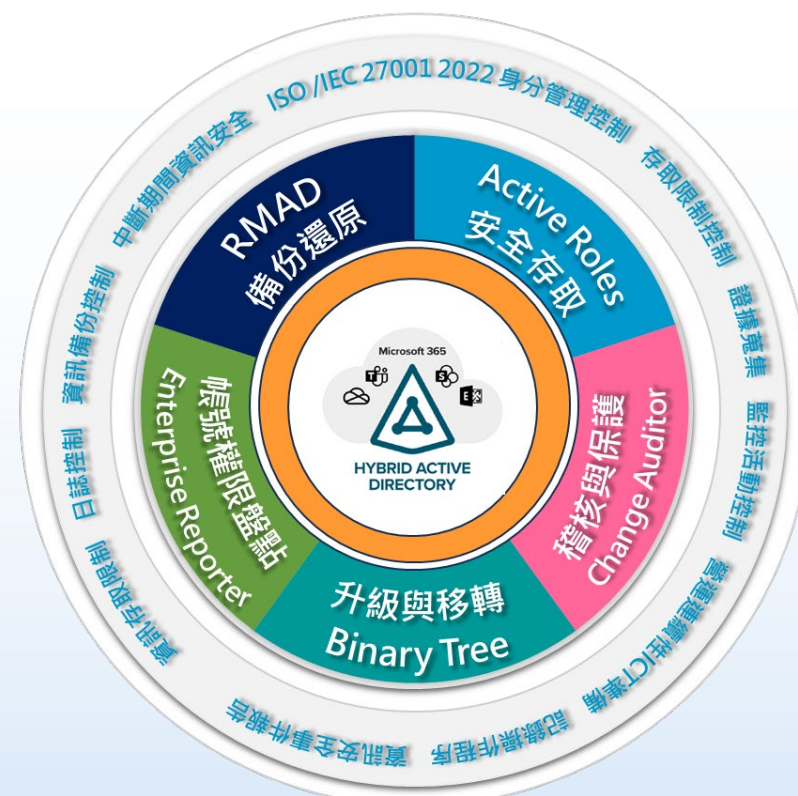 ISO /IEC 27001 2022 身分管理控制
存取限制控制
證據蒐集
監控活動控制
營運連續性ICT準備
記錄操作程序
資訊安全事件報告
資訊存取限制
日誌控制
資訊備份控制
中斷期間資訊安全
RMAD
備份還原
Active Roles
安全存取
稽核與保護
Change Auditor
升級與移轉
Binary Tree
帳號權限盤點
Enterprise Reporter
Microsoft 365
HYBRID ACTIVE
DIRECTORY